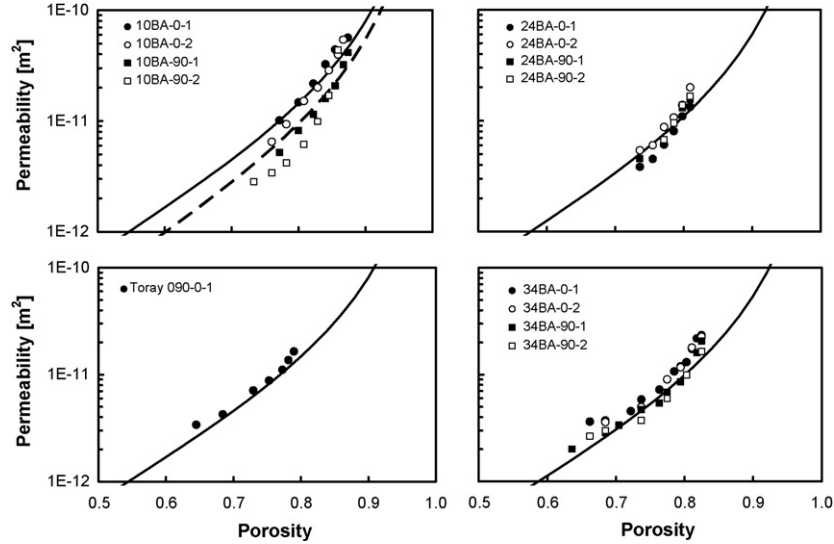 1E-10
10BA-0-1
10BA-0-2
10BA-90-1
10BA-90-2
1E-11
1E-12
Permeability [m²]
24BA-0-1
24BA-0-2
24BA-90-1
24BA-90-2
1E-10
Toray 090-0-1
1E-11
1E-12
Permeability [m²]
0.5 0.6 0.7 0.8 0.9 1.0
Porosity
34BA-0-1
34BA-0-2
34BA-90-1
34BA-90-2
0.5 0.6 0.7 0.8 0.9 1.0
Porosity